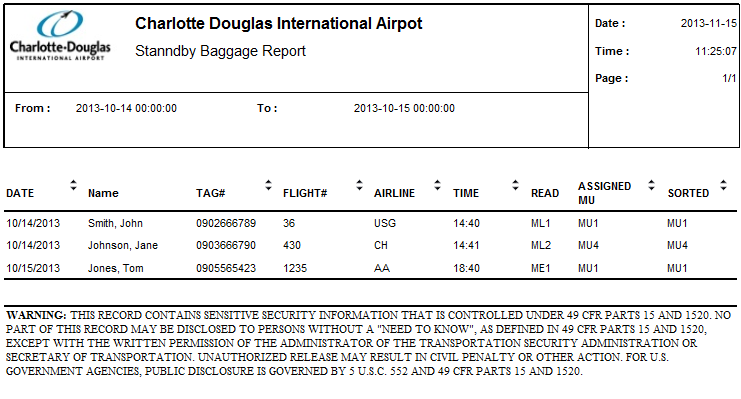 Charlotte Douglas International Airpot
Stanndby Baggage Report
Charlotte-Douglas
INTERNATIONAL AIRPORT
Date : 2013-11-15
Time : 11:25:07
Page : 1/1
From : 2013-10-14 00:00:00 To : 2013-10-15 00:00:00
DATE Name TAG# FLIGHT# AIRLINE TIME READ ASSIGNED MU SORTED
10/14/2013 Smith, John 0902666789 36 USG 14:40 ML1 MU1 MU1
10/14/2013 Johnson, Jane 0903666790 430 CH 14:41 ML2 MU4 MU4
10/15/2013 Jones, Tom 0905565423 1235 AA 18:40 ME1 MU1 MU1
WARNING: THIS RECORD CONTAINS SENSITIVE SECURITY INFORMATION THAT IS CONTROLLED UNDER 49 CFR PARTS 15 AND 1520. NO
PART OF THIS RECORD MAY BE DISCLOSED TO PERSONS WITHOUT A "NEED TO KNOW", AS DEFINED IN 49 CFR PARTS 15 AND 1520,
EXCEPT WITH THE WRITTEN PERMISSION OF THE ADMINISTRATOR OF THE TRANSPORTATION SECURITY ADMINISTRATION OR
SECRETARY OF TRANSPORTATION. UNAUTHORIZED RELEASE MAY RESULT IN CIVIL PENALTY OR OTHER ACTION. FOR U.S.
GOVERNMENT AGENCIES, PUBLIC DISCLOSURE IS GOVERNED BY 5 U.S.C. 552 AND 49 CFR PARTS 15 AND 1520.